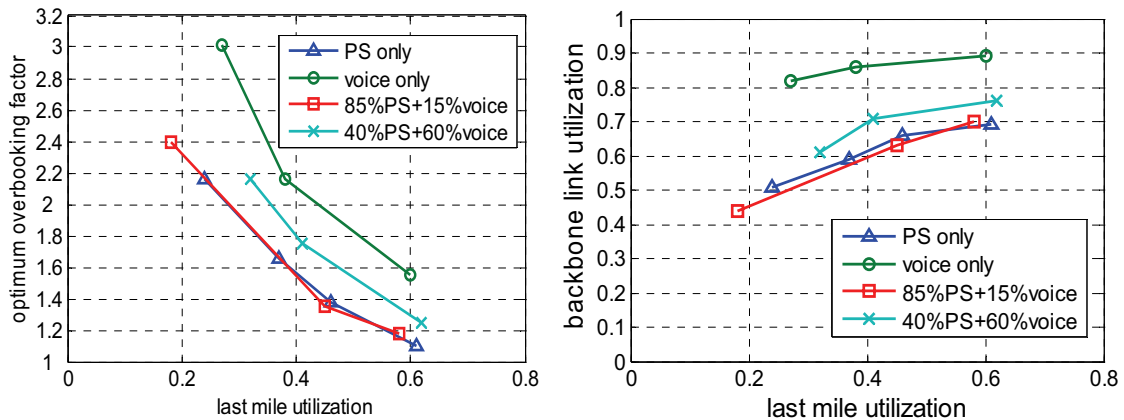 optimum overbooking factor
3.2
3
2.8
2.6
2.4
2.2
2
1.8
1.6
1.4
1.2
1
0
0.2
0.4
0.6
0.8
last mile utilization
PS only
voice only
85%PS+15%voice
40%PS+60%voice
backbone link utilization
1
0.9
0.8
0.7
0.6
0.5
0.4
0.3
0.2
0.1
0
0
0.2
0.4
0.6
0.8
last mile utilization
PS only
voice only
85%PS+15%voice
40%PS+60%voice